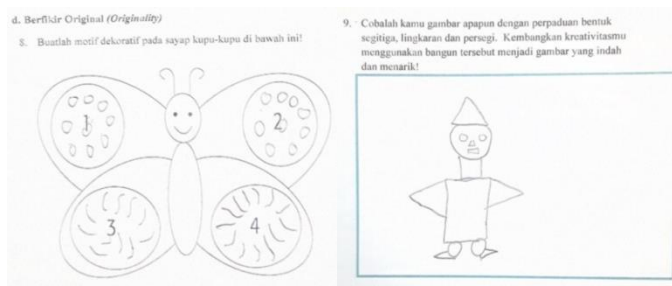 d. Berfikir Original (Originality)
8. Buatlah motif dekoratif pada sayap kupu-kupu di bawah ini!
1
2
3
4
9. Cobalah kamu gambar apapun dengan perpaduan bentuk
segitiga, lingkaran dan persegi. Kembangkan kreativitasmu
menggunakan bangun tersebut menjadi gambar yang indah
dan menarik!